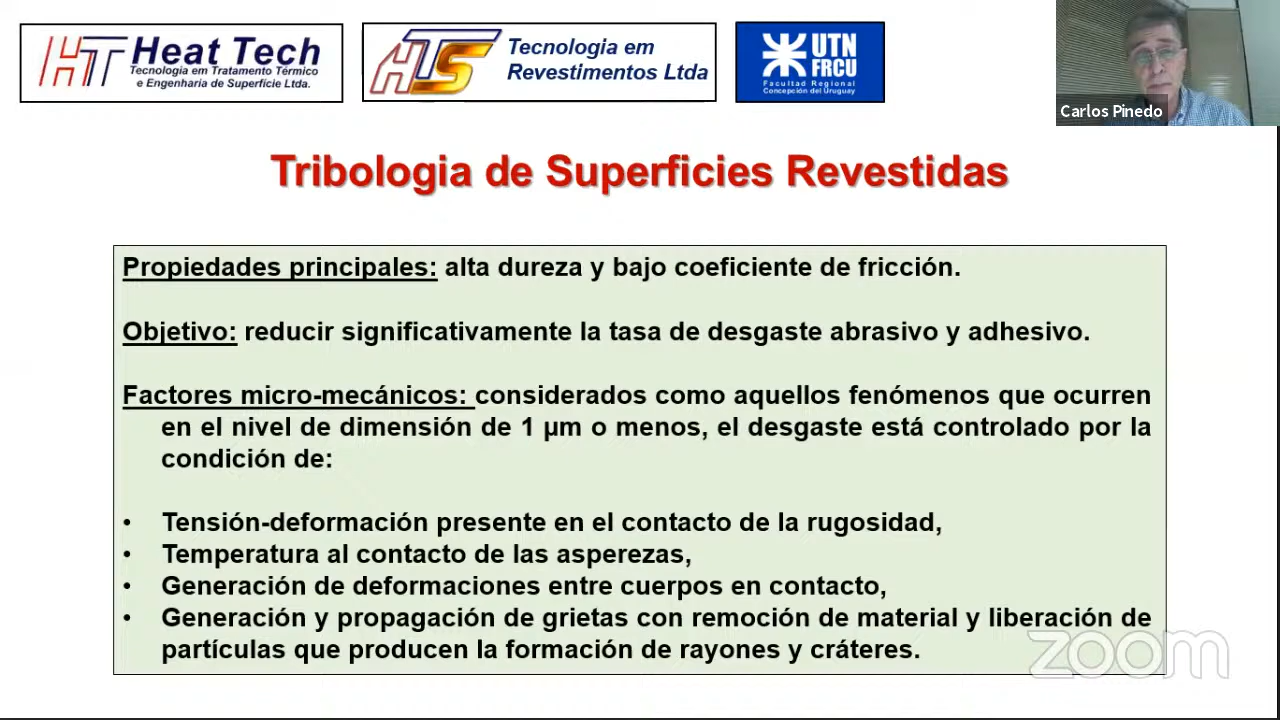 HT Heat Tech
Tecnologia em Tratamento Térmico
e Engenharia de Superfície Ltda.
HTS Tecnologia em
Revestimentos Ltda
UTN
FRCU
Facultad Regional
Concepción del Uruguay
Carlos Pinedo
Tribologia de Superficies Revestidas
Propiedades principales: alta dureza y bajo coeficiente de fricción.
Objetivo: reducir significativamente la tasa de desgaste abrasivo y adhesivo.
Factores micro-mecánicos: considerados como aquellos fenómenos que ocurren
en el nivel de dimensión de 1 µm o menos, el desgaste está controlado por la
condición de:
• Tensión-deformación presente en el contacto de la rugosidad,
• Temperatura al contacto de las asperezas,
• Generación de deformaciones entre cuerpos en contacto,
• Generación y propagación de grietas con remoción de material y liberación de
partículas que producen la formación de rayones y cráteres.
zoom